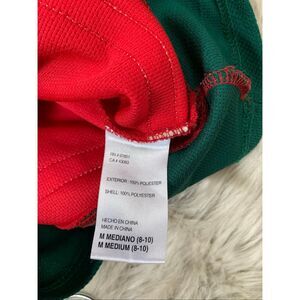 EXTERIOR: 100% POLYESTER
SHELL: 100% POLYESTER
HECHO EN CHINA
MADE IN CHINA
M MEDIANO (8-10)
M MEDIUM (8-10)